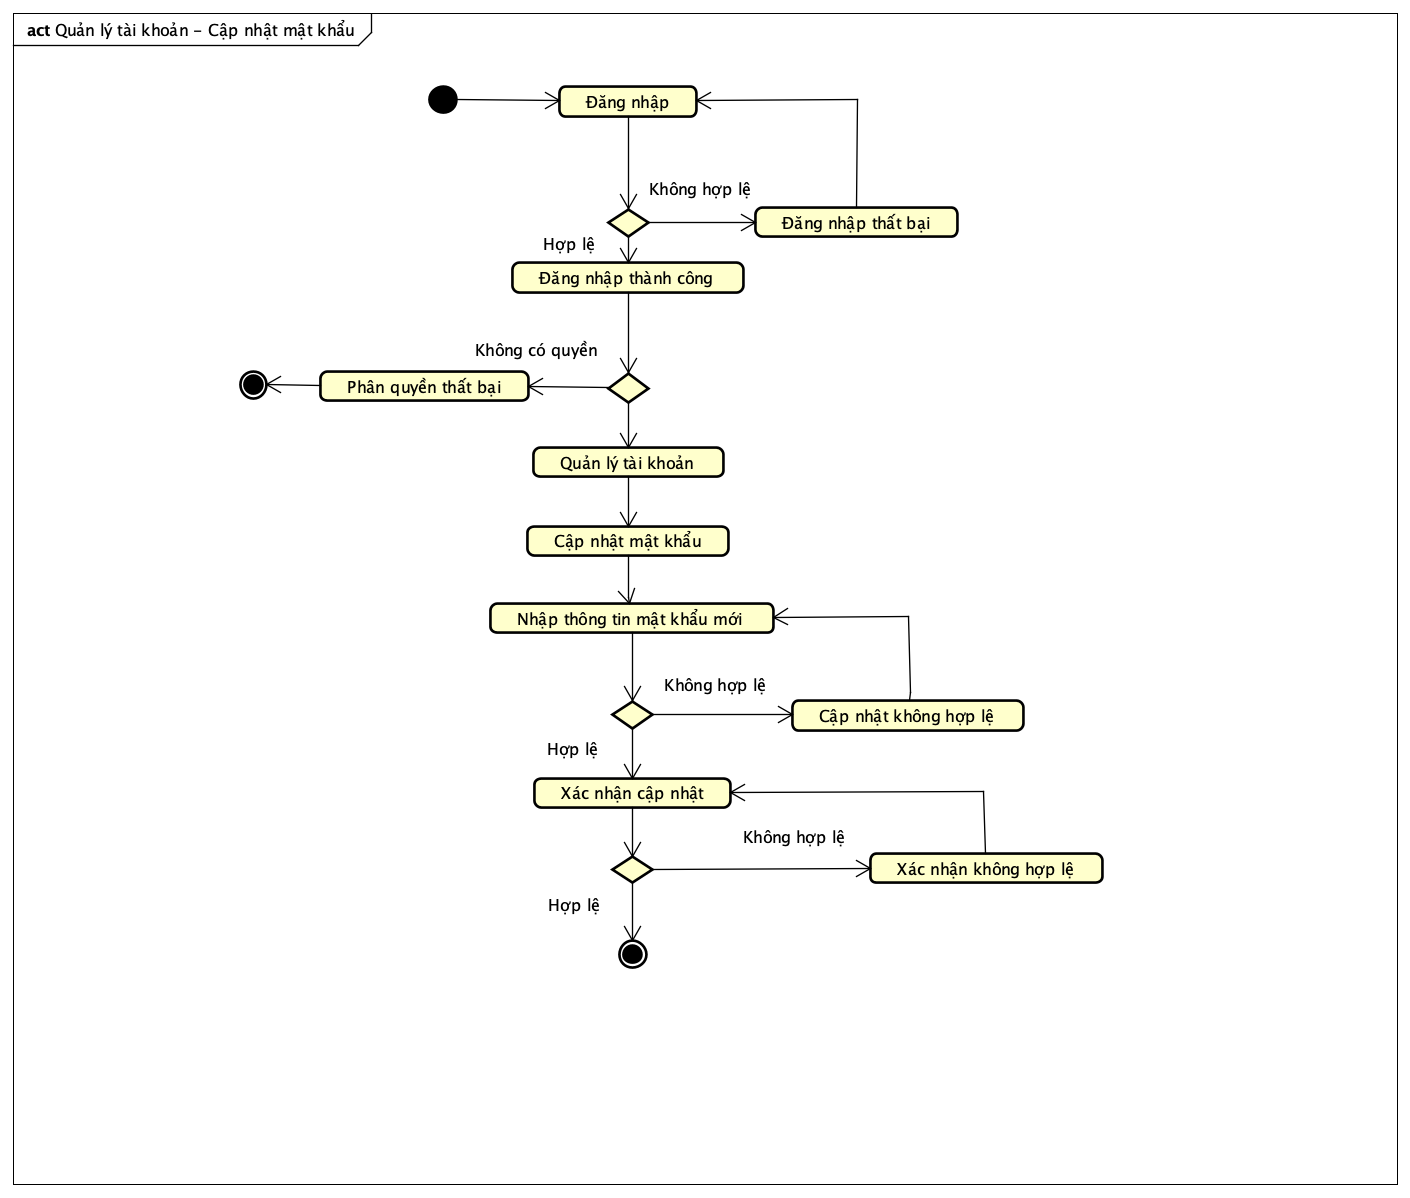 act Quản lý tài khoản - Cập nhật mật khẩu
Đăng nhập
Không hợp lệ
Đăng nhập thất bại
Hợp lệ
Đăng nhập thành công
Không có quyền
Phân quyền thất bại
Quản lý tài khoản
Cập nhật mật khẩu
Nhập thông tin mật khẩu mới
Không hợp lệ
Cập nhật không hợp lệ
Hợp lệ
Xác nhận cập nhật
Không hợp lệ
Xác nhận không hợp lệ
Hợp lệ